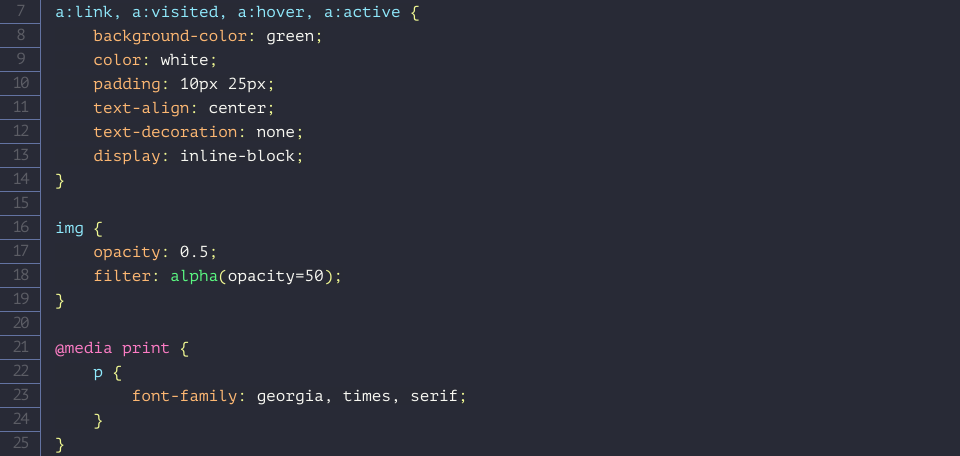 7 a:link, a:visited, a:hover, a:active {
8     background-color: green;
9     color: white;
10     padding: 10px 25px;
11     text-align: center;
12     text-decoration: none;
13     display: inline-block;
14 }
15
16 img {
17     opacity: 0.5;
18     filter: alpha(opacity=50);
19 }
20
21 @media print {
22     p {
23         font-family: georgia, times, serif;
24     }
25 }